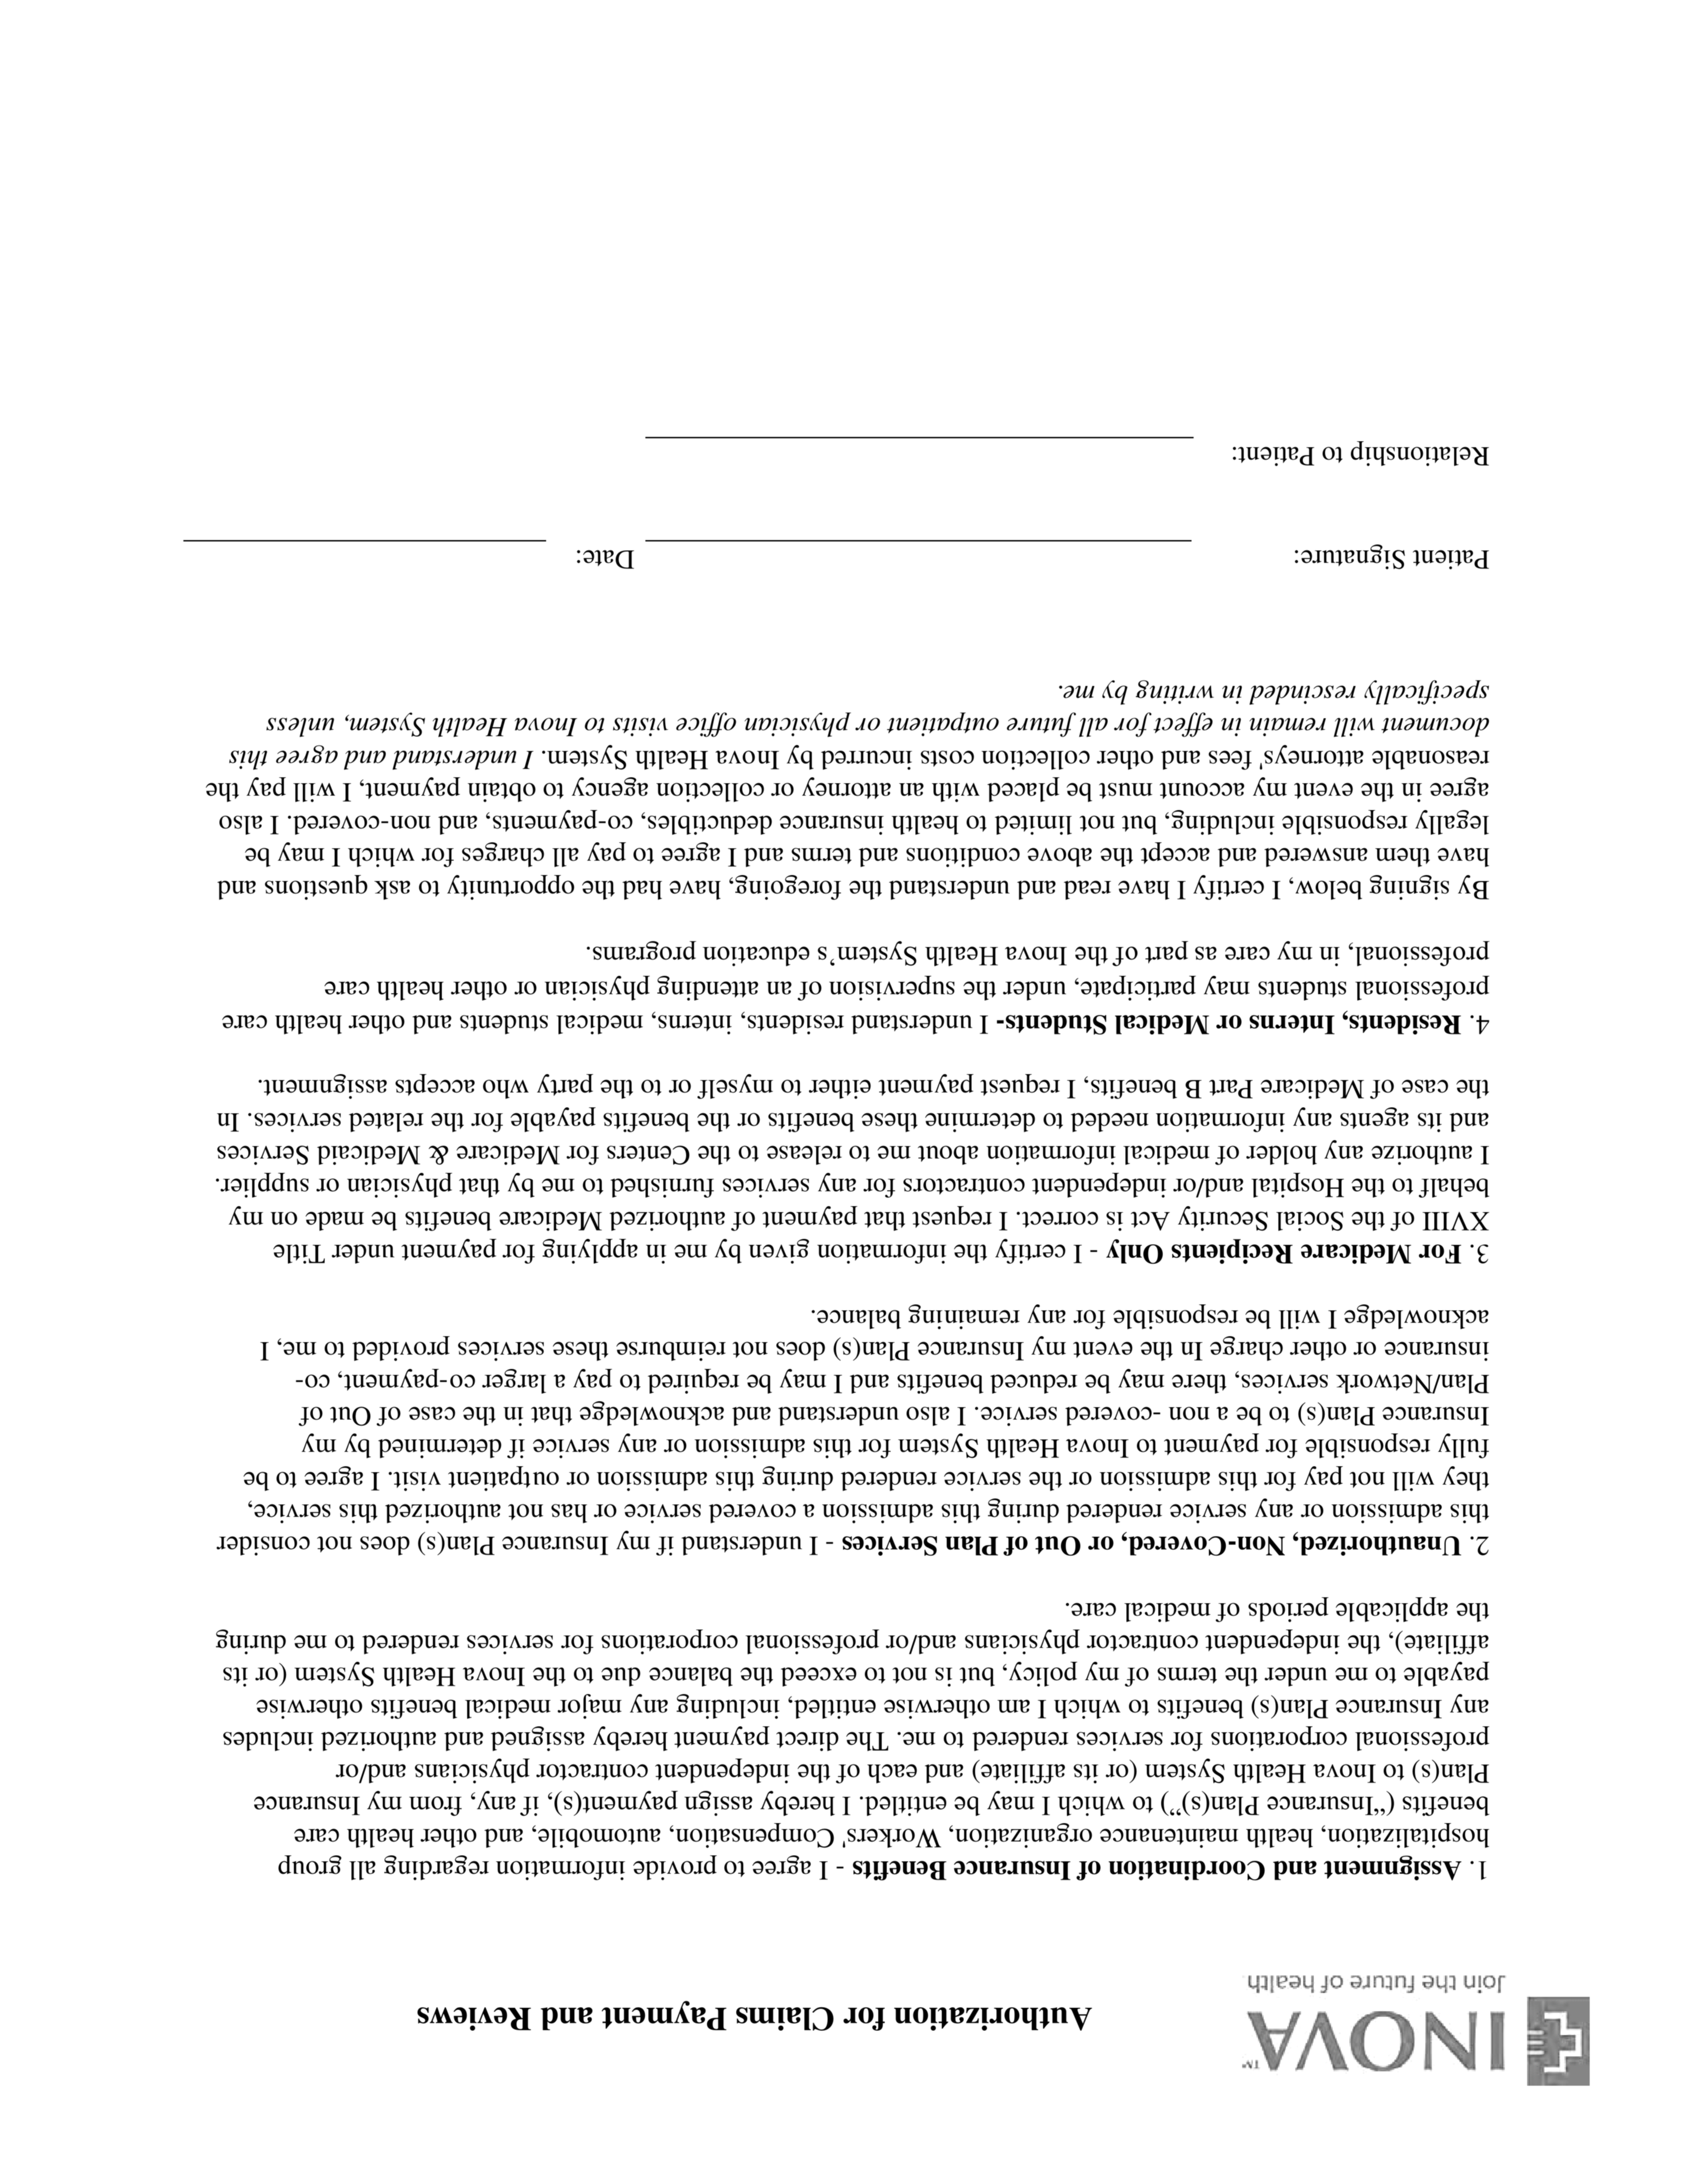 INOVA™
Join the future of health.
Authorization for Claims Payment and Reviews
1. Assignment and Coordination of Insurance Benefits - I agree to provide information regarding all group
hospitalization, health maintenance organization, Workers' Compensation, automobile, and other health care
benefits (“Insurance Plan(s)”) to which I may be entitled. I hereby assign payment(s), if any, from my Insurance
Plan(s) to Inova Health System (or its affiliate) and each of the independent contractor physicians and/or
professional corporations for services rendered to me. The direct payment hereby assigned and authorized includes
any Insurance Plan(s) benefits to which I am otherwise entitled, including any major medical benefits otherwise
payable to me under the terms of my policy, but is not to exceed the balance due to the Inova Health System (or its
affiliate), the independent contractor physicians and/or professional corporations for services rendered to me during
the applicable periods of medical care.
2. Unauthorized, Non-Covered, or Out of Plan Services - I understand if my Insurance Plan(s) does not consider
this admission or any service rendered during this admission a covered service or has not authorized this service,
they will not pay for this admission or the service rendered during this admission or outpatient visit. I agree to be
fully responsible for payment to Inova Health System for this admission or any service if determined by my
Insurance Plan(s) to be a non -covered service. I also understand and acknowledge that in the case of Out of
Plan/Network services, there may be reduced benefits and I may be required to pay a larger co-payment, co-
insurance or other charge In the event my Insurance Plan(s) does not reimburse these services provided to me, I
acknowledge I will be responsible for any remaining balance.
3. For Medicare Recipients Only - I certify the information given by me in applying for payment under Title
XVIII of the Social Security Act is correct. I request that payment of authorized Medicare benefits be made on my
behalf to the Hospital and/or independent contractors for any services furnished to me by that physician or supplier.
I authorize any holder of medical information about me to release to the Centers for Medicare & Medicaid Services
and its agents any information needed to determine these benefits or the benefits payable for the related services. In
the case of Medicare Part B benefits, I request payment either to myself or to the party who accepts assignment.
4. Residents, Interns or Medical Students- I understand residents, interns, medical students and other health care
professional students may participate, under the supervision of an attending physician or other health care
professional, in my care as part of the Inova Health System’s education programs.
By signing below, I certify I have read and understand the foregoing, have had the opportunity to ask questions and
have them answered and accept the above conditions and terms and I agree to pay all charges for which I may be
legally responsible including, but not limited to health insurance deductibles, co-payments, and non-covered. I also
agree in the event my account must be placed with an attorney or collection agency to obtain payment, I will pay the
reasonable attorneys' fees and other collection costs incurred by Inova Health System. I understand and agree this
document will remain in effect for all future outpatient or physician office visits to Inova Health System, unless
specifically rescinded in writing by me.
Patient Signature: Date:
Relationship to Patient: